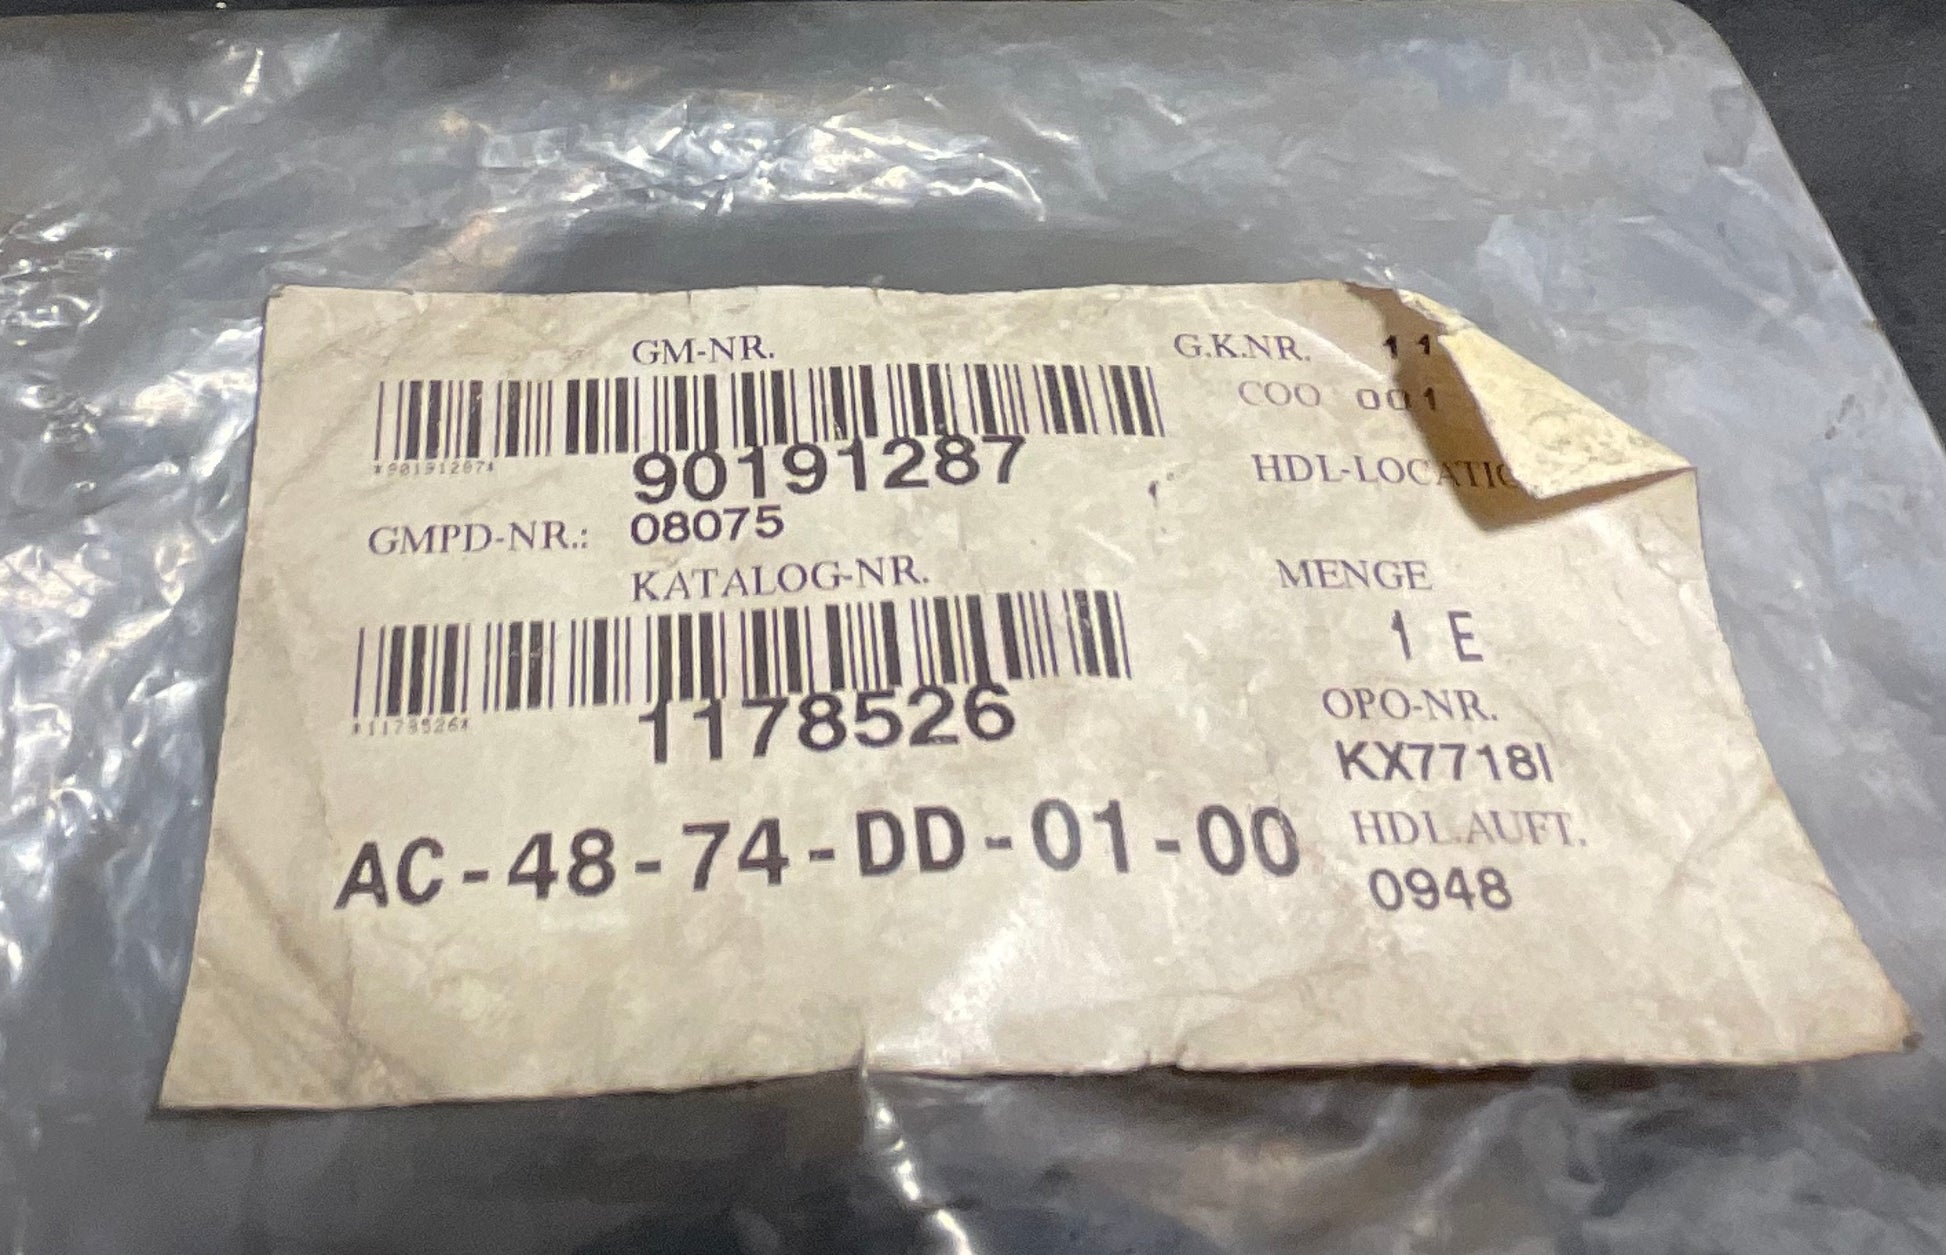 GM-NR.
G.K.NR. 11
COO 001
*90191287*
90191287
HDL-LOCATIO
GMPD-NR.: 08075
KATALOG-NR.
MENGE
1 E
*1178526*
1178526
OPO-NR.
KX7718I
AC-48-74-DD-01-00
HDL.AUFT.
0948